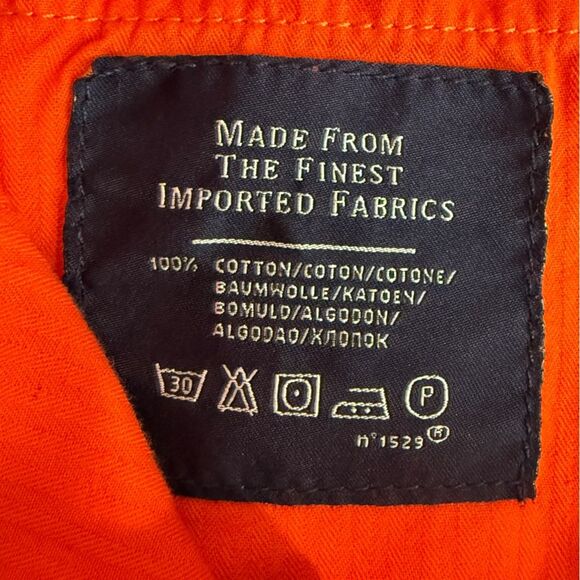 MADE FROM
THE FINEST
IMPORTED FABRICS
100% COTTON/COTON/COTONE/
BAUMWOLLE/KATOEN/
BOMULD/ALGODON/
ALGODAO/ХЛОПОК
30 P
n°1529 ®